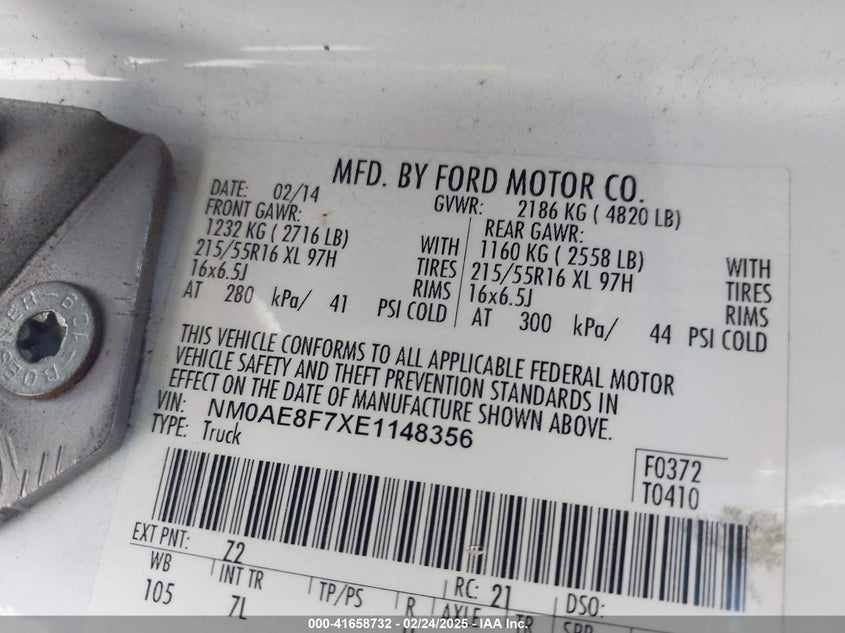 MFD. BY FORD MOTOR CO.
DATE: 02/14 GVWR: 2186 KG ( 4820 LB)
FRONT GAWR: REAR GAWR:
1232 KG ( 2716 LB) WITH 1160 KG ( 2558 LB) WITH
215/55R16 XL 97H TIRES 215/55R16 XL 97H TIRES
16x6.5J RIMS 16x6.5J RIMS
AT 280 kPa/ 41 PSI COLD AT 300 kPa/ 44 PSI COLD
THIS VEHICLE CONFORMS TO ALL APPLICABLE FEDERAL MOTOR
VEHICLE SAFETY AND THEFT PREVENTION STANDARDS IN
EFFECT ON THE DATE OF MANUFACTURE SHOWN ABOVE.
VIN: NM0AE8F7XE1148356
TYPE: Truck
F0372
T0410
EXT PNT: Z2 RC: 21 DSO:
WB INT TR TP/PS R AXLE TR SPR
105 7L
000-41658732 - 02/24/2025 - IAA Inc.